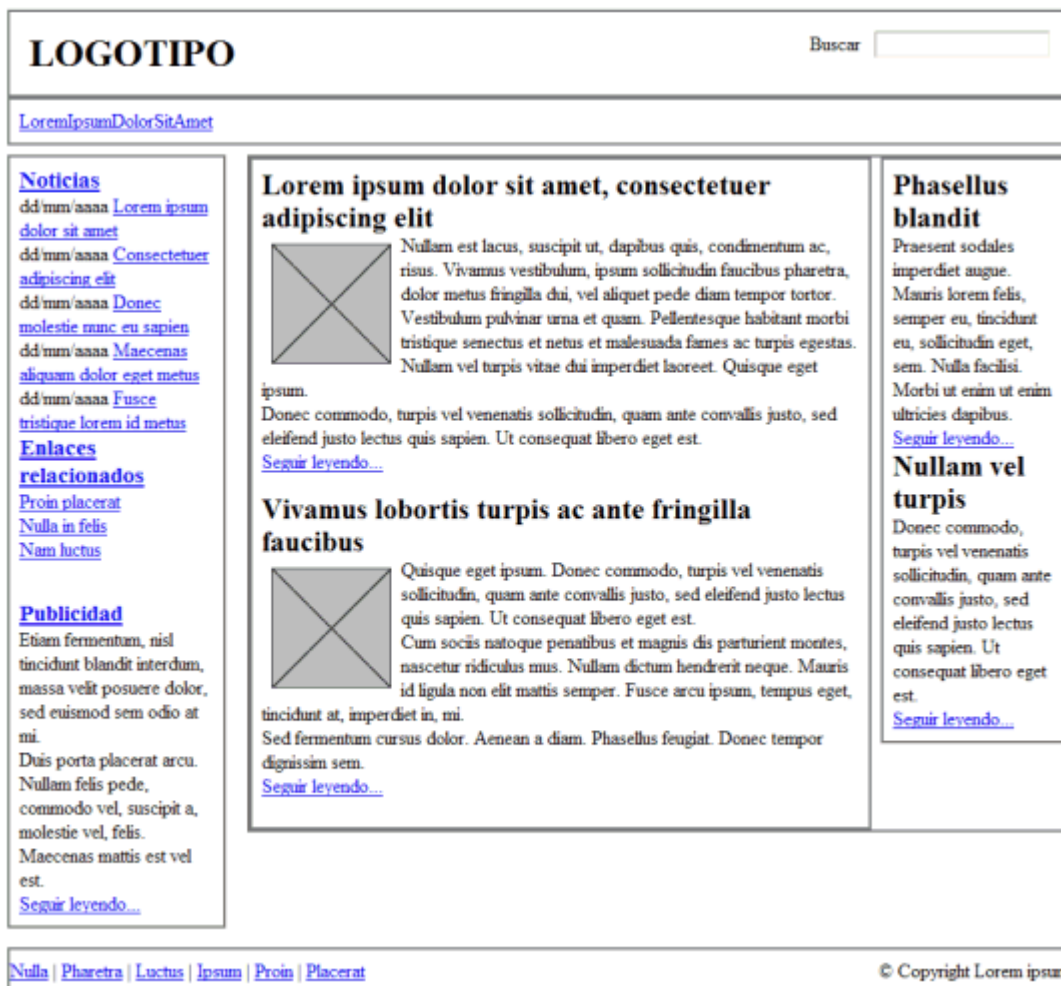 LOGOTIPO
Buscar
LoremIpsumDolorSitAmet
Noticias
dd/mm/aaaa Lorem ipsum
dolor sit amet
dd/mm/aaaa Consectetuer
adipiscing elit
dd/mm/aaaa Donec
molestie nunc eu sapien
dd/mm/aaaa Maecenas
aliquam dolor eget metus
dd/mm/aaaa Fusce
tristique lorem id metus
Enlaces
relacionados
Proin placerat
Nulla in felis
Nam luctus
Publicidad
Etiam fermentum, nisl
tincidunt blandit interdum,
massa velit posuere dolor,
sed euismod sem odio at
mi.
Duis porta placerat arcu.
Nullam felis pede,
commodo vel, suscipit a,
molestie vel, felis.
Maecenas mattis est vel
est.
Seguir leyendo...
Lorem ipsum dolor sit amet, consectetuer
adipiscing elit
Nullam est lacus, suscipit ut, dapibus quis, condimentum ac,
risus. Vivamus vestibulum, ipsum sollicitudin faucibus pharetra,
dolor metus fringilla dui, vel aliquet pede diam tempor tortor.
Vestibulum pulvinar urna et quam. Pellentesque habitant morbi
tristique senectus et netus et malesuada fames ac turpis egestas.
Nullam vel turpis vitae dui imperdiet laoreet. Quisque eget
ipsum.
Donec commodo, turpis vel venenatis sollicitudin, quam ante convallis justo, sed
eleifend justo lectus quis sapien. Ut consequat libero eget est.
Seguir leyendo...
Vivamus lobortis turpis ac ante fringilla
faucibus
Quisque eget ipsum. Donec commodo, turpis vel venenatis
sollicitudin, quam ante convallis justo, sed eleifend justo lectus
quis sapien. Ut consequat libero eget est.
Cum sociis natoque penatibus et magnis dis parturient montes,
nascetur ridiculus mus. Nullam dictum hendrerit neque. Mauris
id ligula non elit mattis semper. Fusce arcu ipsum, tempus eget,
tincidunt at, imperdiet in, mi.
Sed fermentum cursus dolor. Aenean a diam. Phasellus feugiat. Donec tempor
dignissim sem.
Seguir leyendo...
Phasellus
blandit
Praesent sodales
imperdiet augue.
Mauris lorem felis,
semper eu, tincidunt
eu, sollicitudin eget,
sem. Nulla facilisi.
Morbi ut enim ut enim
ultricies dapibus.
Seguir leyendo...
Nullam vel
turpis
Donec commodo,
turpis vel venenatis
sollicitudin, quam ante
convallis justo, sed
eleifend justo lectus
quis sapien. Ut
consequat libero eget
est.
Seguir leyendo...
Nulla | Pharetra | Luctus | Ipsum | Proin | Placerat
© Copyright Lorem ipsum